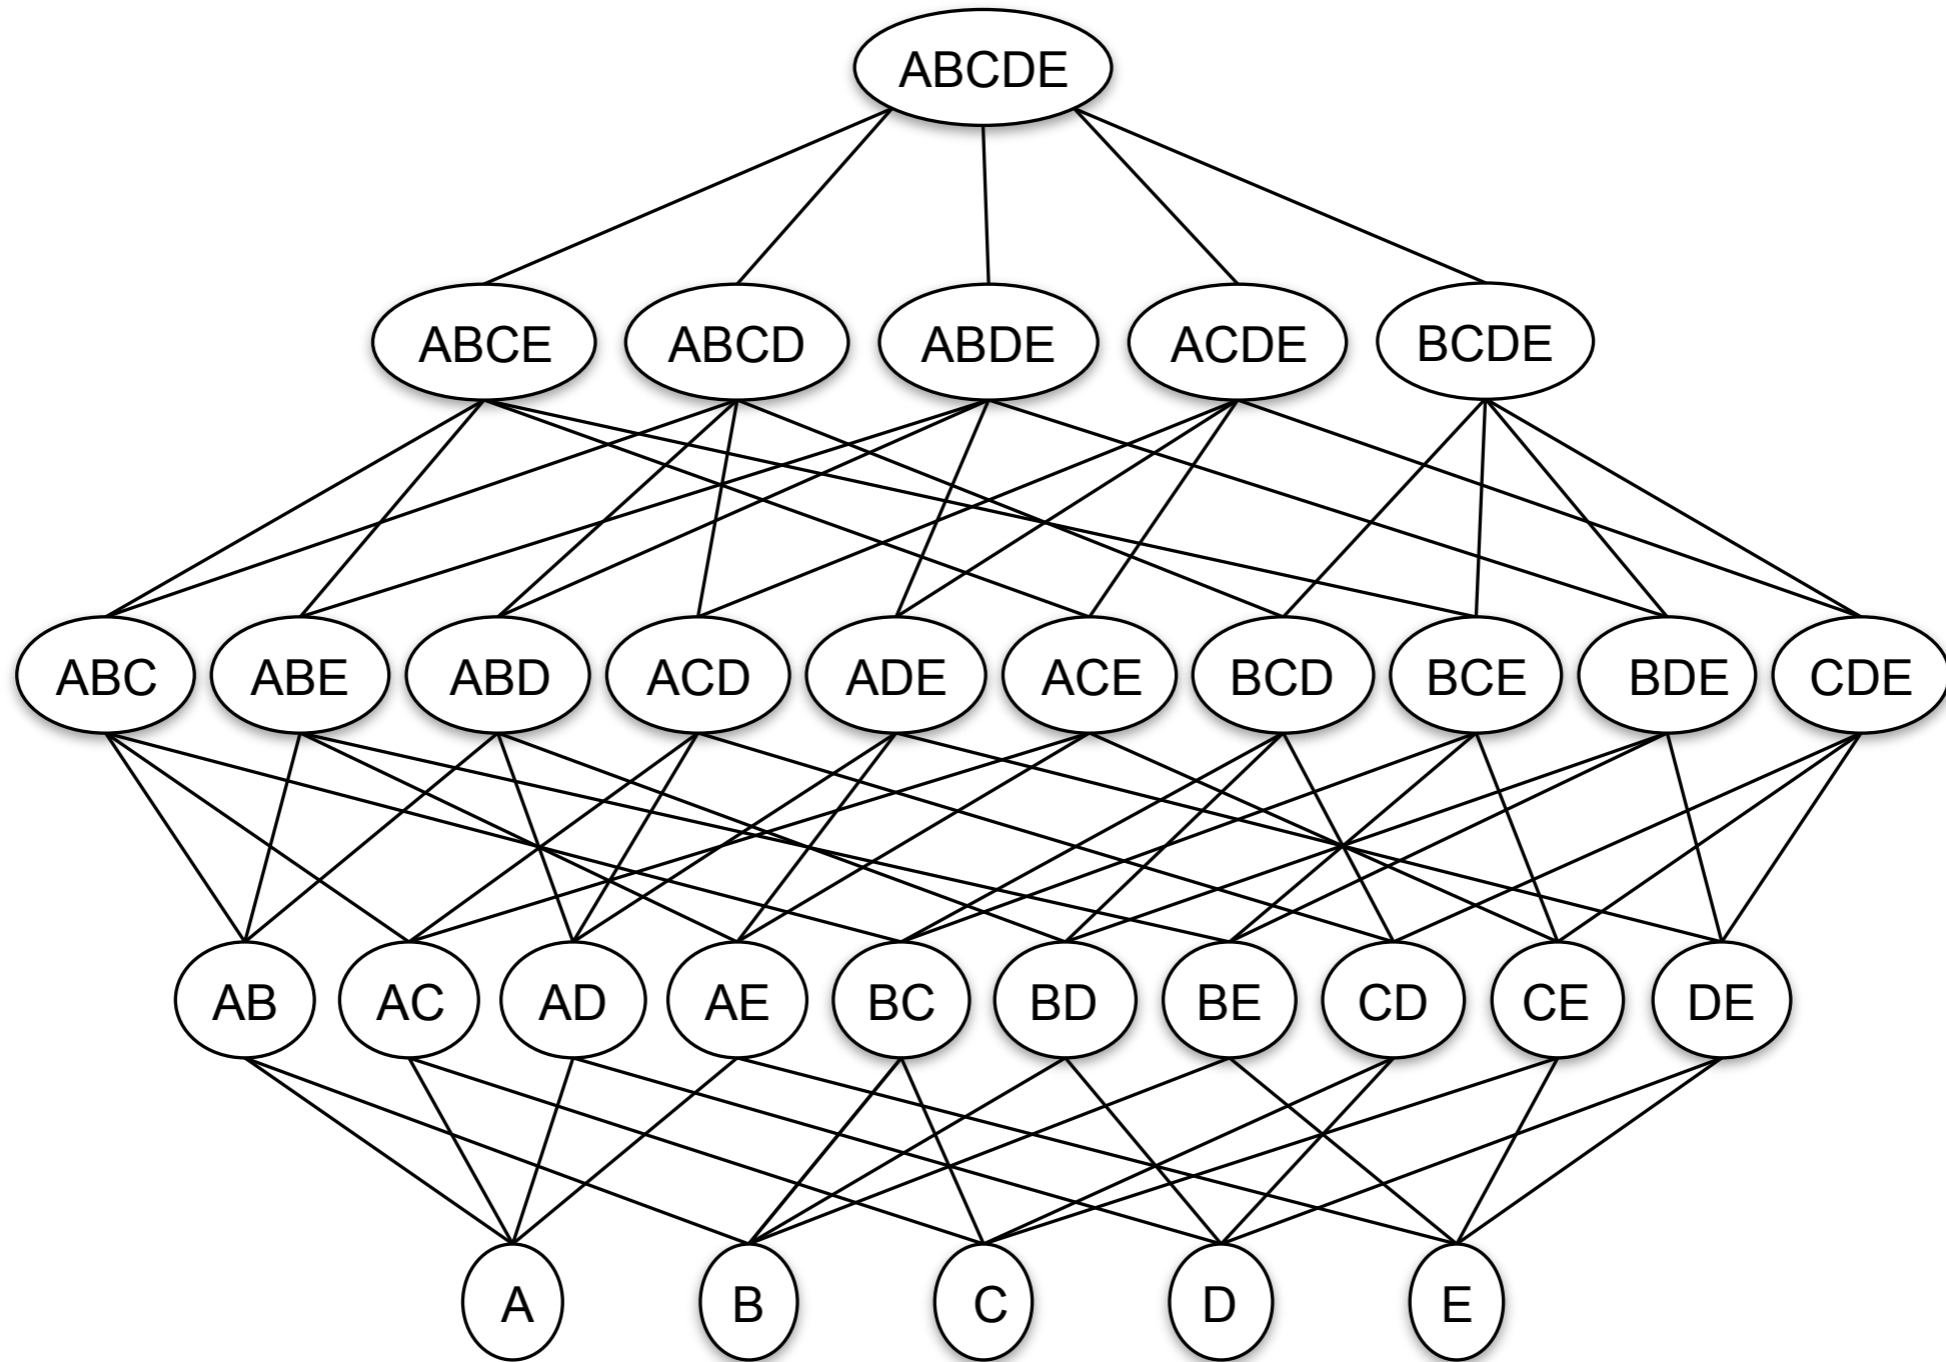 ABCDE
ABCE ABCD ABDE ACDE BCDE
ABC ABE ABD ACD ADE ACE BCD BCE BDE CDE
AB AC AD AE BC BD BE CD CE DE
A B C D E